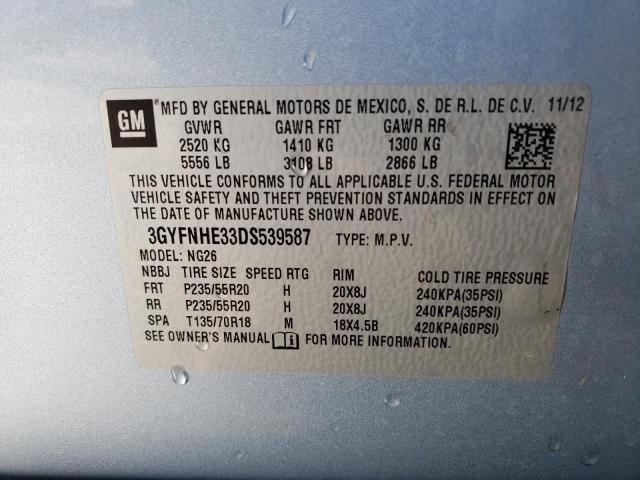 GM ®MFD BY GENERAL MOTORS DE MEXICO, S. DE R.L. DE C.V. 11/12
GVWR GAWR FRT GAWR RR
2520 KG 1410 KG 1300 KG
5556 LB 3108 LB 2866 LB
THIS VEHICLE CONFORMS TO ALL APPLICABLE U.S. FEDERAL MOTOR
VEHICLE SAFETY AND THEFT PREVENTION STANDARDS IN EFFECT ON
THE DATE OF MANUFACTURE SHOWN ABOVE.
3GYFNHE33DS539587 TYPE: M.P.V.
MODEL: NG26
NBBJ TIRE SIZE SPEED RTG RIM COLD TIRE PRESSURE
FRT P235/55R20 H 20X8J 240KPA(35PSI)
RR P235/55R20 H 20X8J 240KPA(35PSI)
SPA T135/70R18 M 18X4.5B 420KPA(60PSI)
SEE OWNER'S MANUAL FOR MORE INFORMATION.